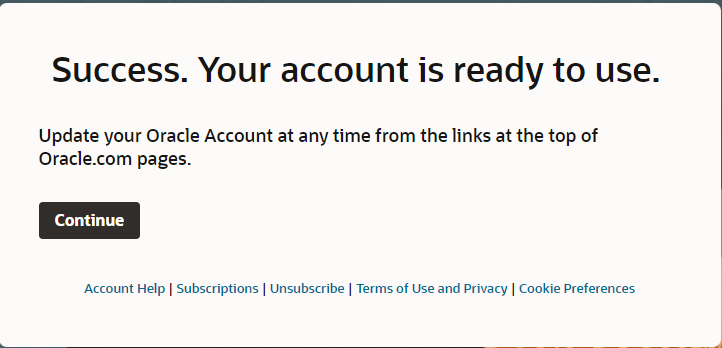 Success. Your account is ready to use.
Update your Oracle Account at any time from the links at the top of
Oracle.com pages.
Continue
Account Help | Subscriptions | Unsubscribe | Terms of Use and Privacy | Cookie Preferences